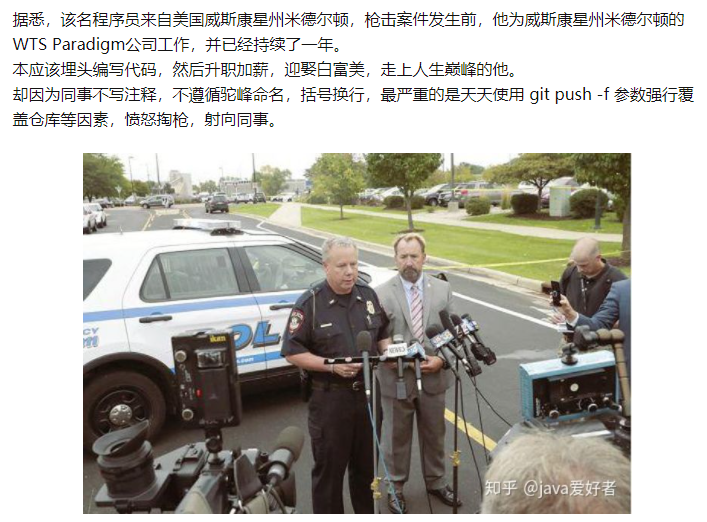 据悉，该名程序员来自美国威斯康星州米德尔顿，枪击案件发生前，他为威斯康星州米德尔顿的
WTS Paradigm公司工作，并已经持续了一年。
本应该埋头编写代码，然后升职加薪，迎娶白富美，走上人生巅峰的他。
却因为同事不写注释，不遵循驼峰命名，括号换行，最严重的是天天使用 git push -f 参数强行覆
盖仓库等因素，愤怒掏枪，射向同事。
ikan
知乎 @java爱好者